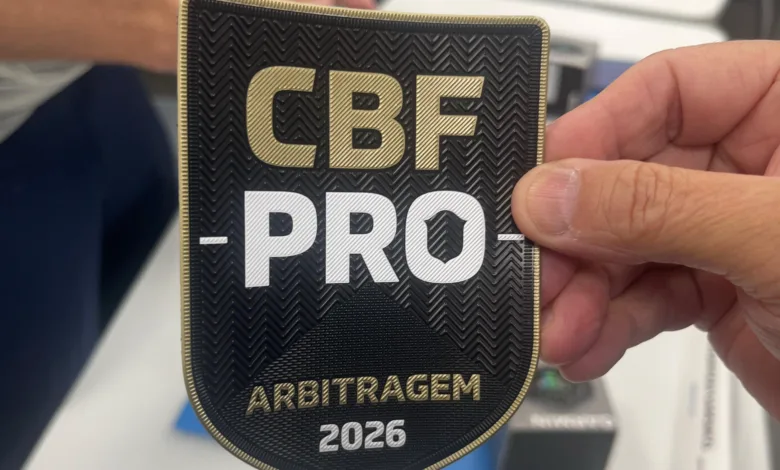 CBF
PRO
ARBITRAGEM
2026